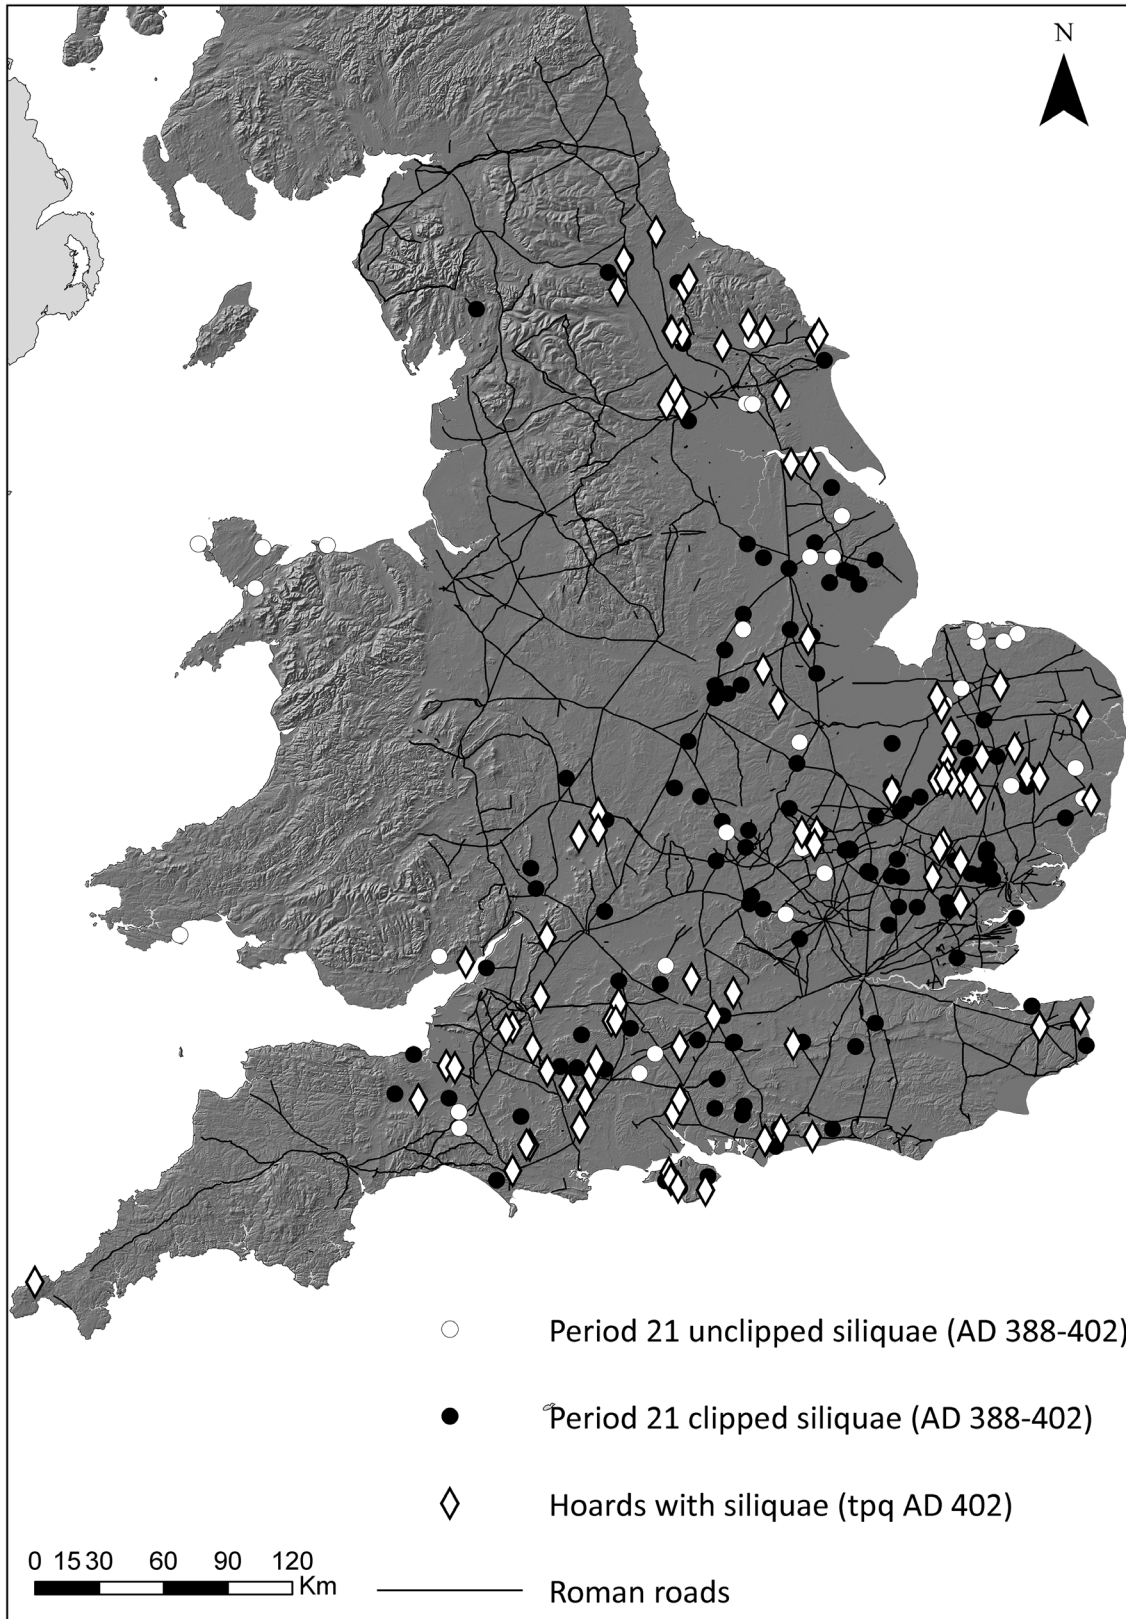 N
Period 21 unclipped siliquae (AD 388-402)
Period 21 clipped siliquae (AD 388-402)
Hoards with siliquae (tpq AD 402)
0 15 30 60 90 120
Km
Roman roads